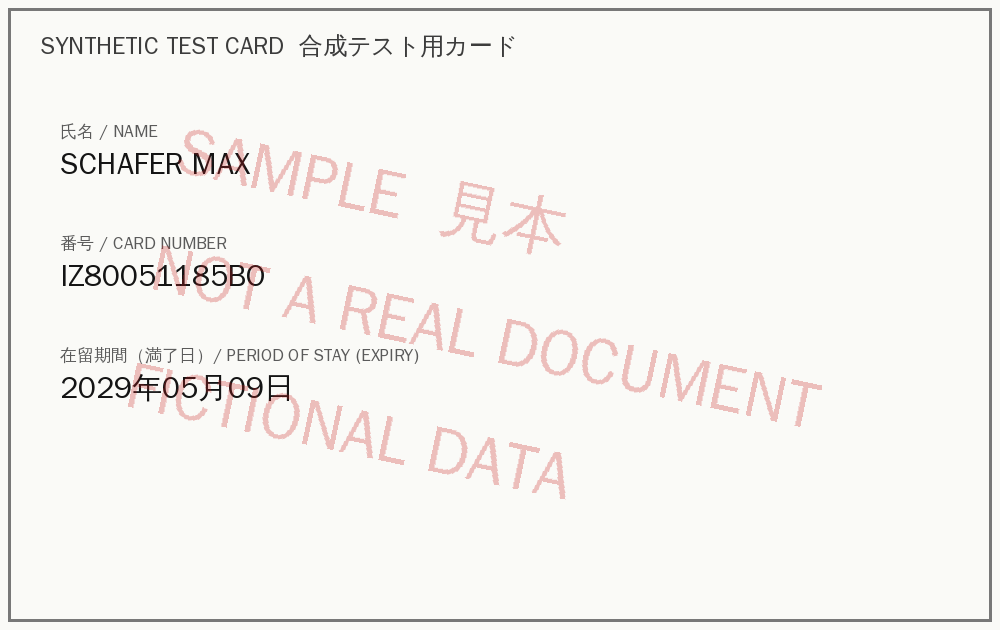 SYNTHETIC TEST CARD 合成テスト用カード
氏名 / NAME
SCHAFER MAX
SAMPLE 見本
番号 / CARD NUMBER
IZ80051185B0
NOT A REAL DOCUMENT
在留期間（満了日）/ PERIOD OF STAY (EXPIRY)
2029年05月09日
FICTIONAL DATA